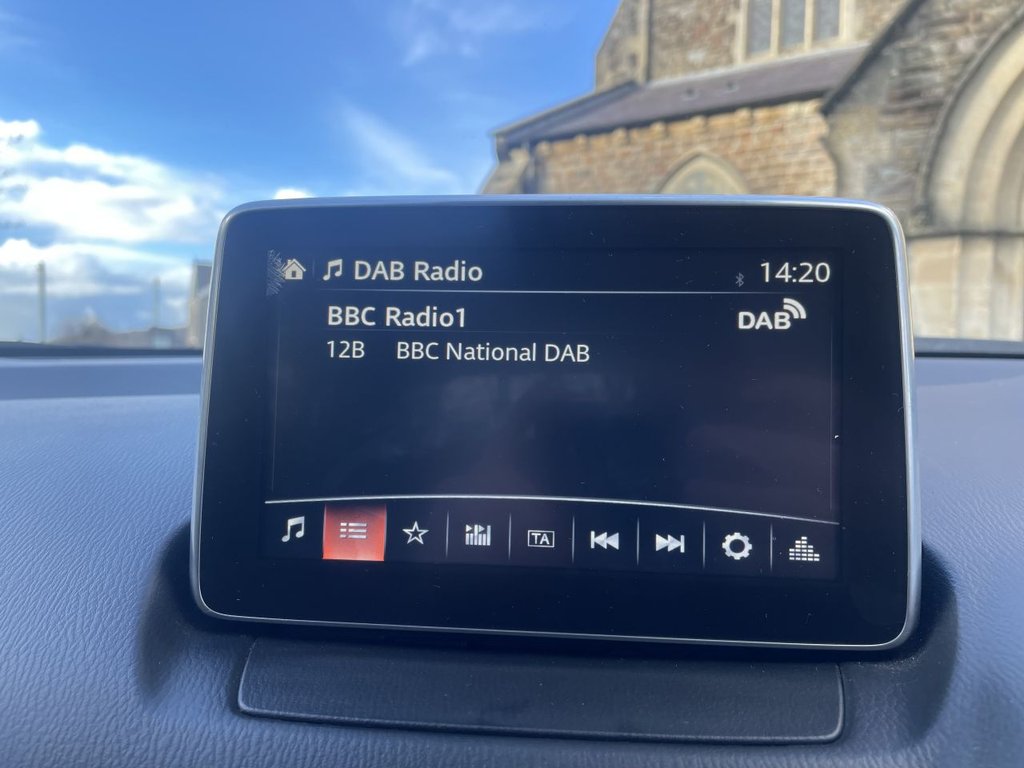 DAB Radio 14:20
BBC Radio1 DAB
12B BBC National DAB
TA